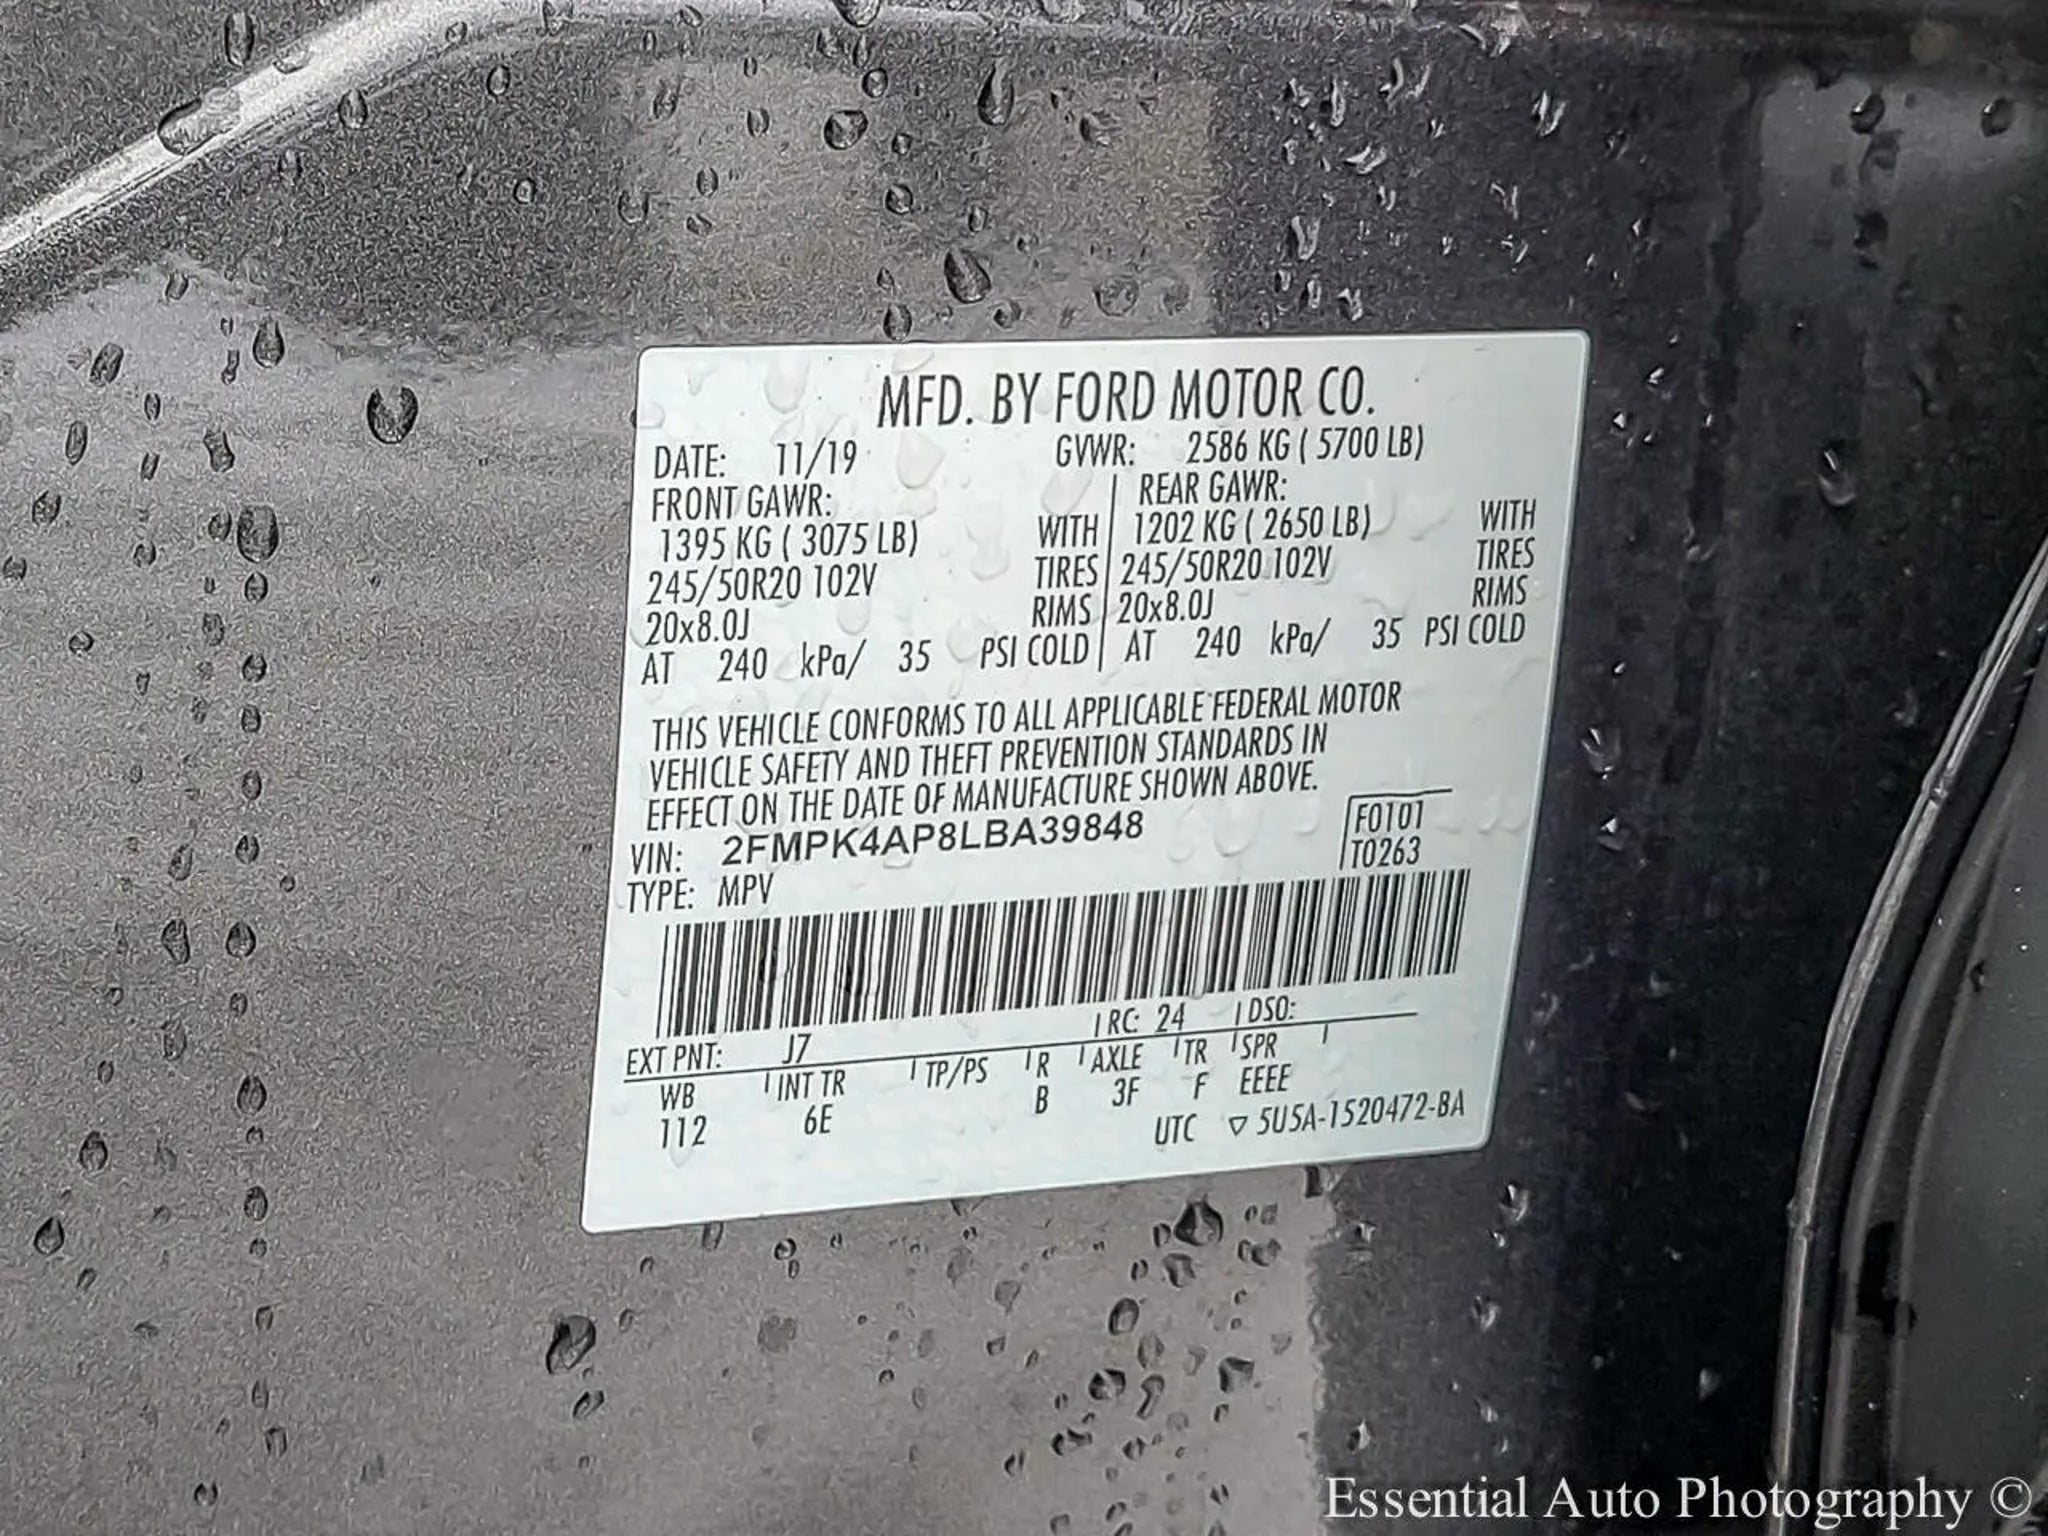 MFD. BY FORD MOTOR CO.
DATE: 11/19 GVWR: 2586 KG ( 5700 LB)
FRONT GAWR: REAR GAWR:
1395 KG ( 3075 LB) WITH 1202 KG ( 2650 LB) WITH
245/50R20 102V TIRES 245/50R20 102V TIRES
20x8.0J RIMS 20x8.0J RIMS
AT 240 kPa/ 35 PSI COLD AT 240 kPa/ 35 PSI COLD
THIS VEHICLE CONFORMS TO ALL APPLICABLE FEDERAL MOTOR
VEHICLE SAFETY AND THEFT PREVENTION STANDARDS IN
EFFECT ON THE DATE OF MANUFACTURE SHOWN ABOVE.
VIN: 2FMPK4AP8LBA39848 F0101
TYPE: MPV T0263
EXT PNT: J7 RC: 24 DSO:
WB INT TR TP/PS R AXLE TR SPR
112 6E B 3F F EEEE
UTC ▽ 5U5A-1520472-BA
Essential Auto Photography ©